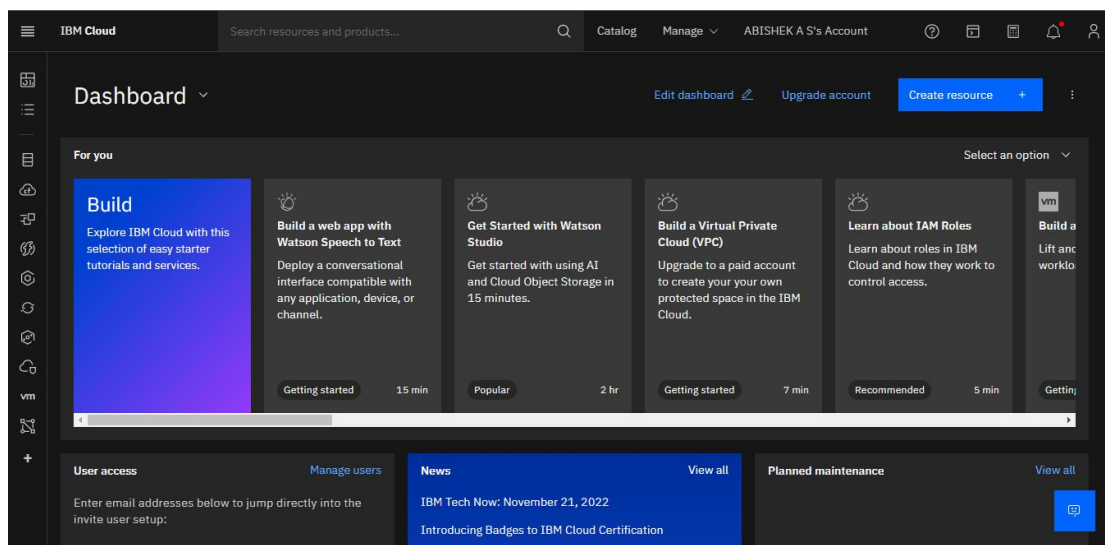 IBM Cloud
Search resources and products...
Catalog
Manage
ABISHEK A S's Account
Dashboard
Edit dashboard
Upgrade account
Create resource +
For you
Select an option
Build
Explore IBM Cloud with this
selection of easy starter
tutorials and services.
Build a web app with
Watson Speech to Text
Deploy a conversational
interface compatible with
any application, device, or
channel.
Getting started
15 min
Get Started with Watson
Studio
Get started with using AI
and Cloud Object Storage in
15 minutes.
Popular
2 hr
Build a Virtual Private
Cloud (VPC)
Upgrade to a paid account
to create your your own
protected space in the IBM
Cloud.
Getting started
7 min
Learn about IAM Roles
Learn about roles in IBM
Cloud and how they work to
control access.
Recommended
5 min
vm
Build a
Lift and
worklo
Getting
vm
User access
Manage users
Enter email addresses below to jump directly into the
invite user setup:
News
View all
IBM Tech Now: November 21, 2022
Introducing Badges to IBM Cloud Certification
Planned maintenance
View all